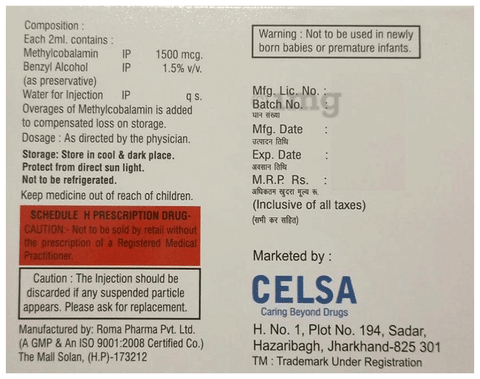 Composition :
Each 2ml. contains :
Methylcobalamin IP 1500 mcg.
Benzyl Alcohol IP 1.5% v/v.
(as preservative)
Water for Injection IP q s.
Overages of Methylcobalamin is added
to compensated loss on storage.
Dosage : As directed by the physician.
Storage: Store in cool & dark place.
Protect from direct sun light.
Not to be refrigerated.
Keep medicine out of reach of children.
SCHEDULE H PRESCRIPTION DRUG-
CAUTION:- Not to be sold by retail without
the prescription of a Registered Medical
Practitioner.
Caution : The Injection should be
discarded if any suspended particle
appears. Please ask for replacement.
Manufactured by: Roma Pharma Pvt. Ltd.
(A GMP & An ISO 9001:2008 Certified Co.)
The Mall Solan, (H.P)-173212
Warning : Not to be used in newly
born babies or premature infants.
Mfg. Lic. No. :
Batch No. :
घान संख्या
Mfg. Date :
उत्पादन तिथि
Exp. Date :
अवसान तिथि
M.R.P. Rs. :
अधिकतम खुदरा मूल्य रू.
(Inclusive of all taxes)
(सभी कर सहित)
Marketed by :
CELSA
Caring Beyond Drugs
H. No. 1, Plot No. 194, Sadar,
Hazaribagh, Jharkhand-825 301
TM : Trademark Under Registration